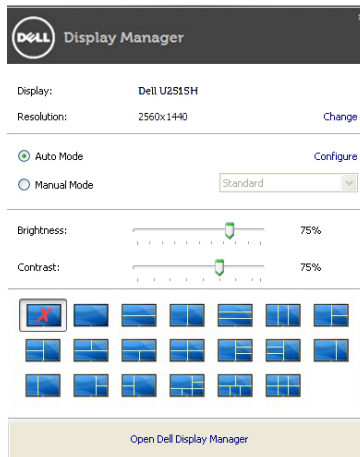 DELL Display Manager
Display: Dell U2515H
Resolution: 2560x1440 Change
Auto Mode Configure
Manual Mode Standard
Brightness: 75%
Contrast: 75%
Open Dell Display Manager